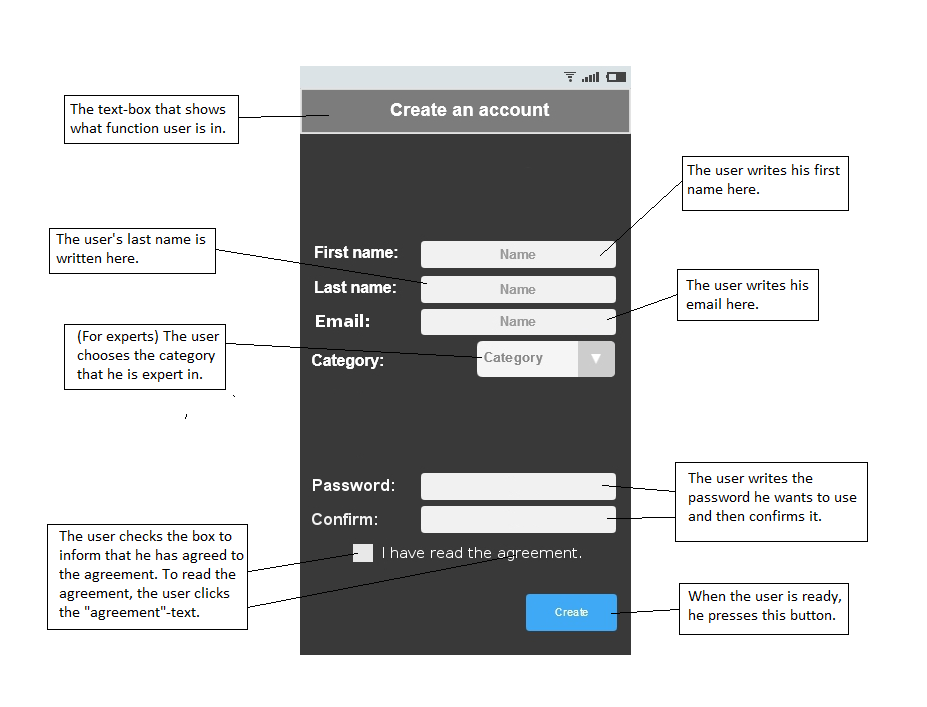 Create an account
The text-box that shows
what function user is in.
The user writes his first
name here.
The user's last name is
written here.
First name:
Name
Last name:
Name
The user writes his
email here.
Email:
Name
(For experts) The user
chooses the category
that he is expert in.
Category:
Category
The user writes the
password he wants to use
and then confirms it.
Password:
Confirm:
The user checks the box to
inform that he has agreed to
the agreement. To read the
agreement, the user clicks
the "agreement"-text.
I have read the agreement.
Create
When the user is ready,
he presses this button.